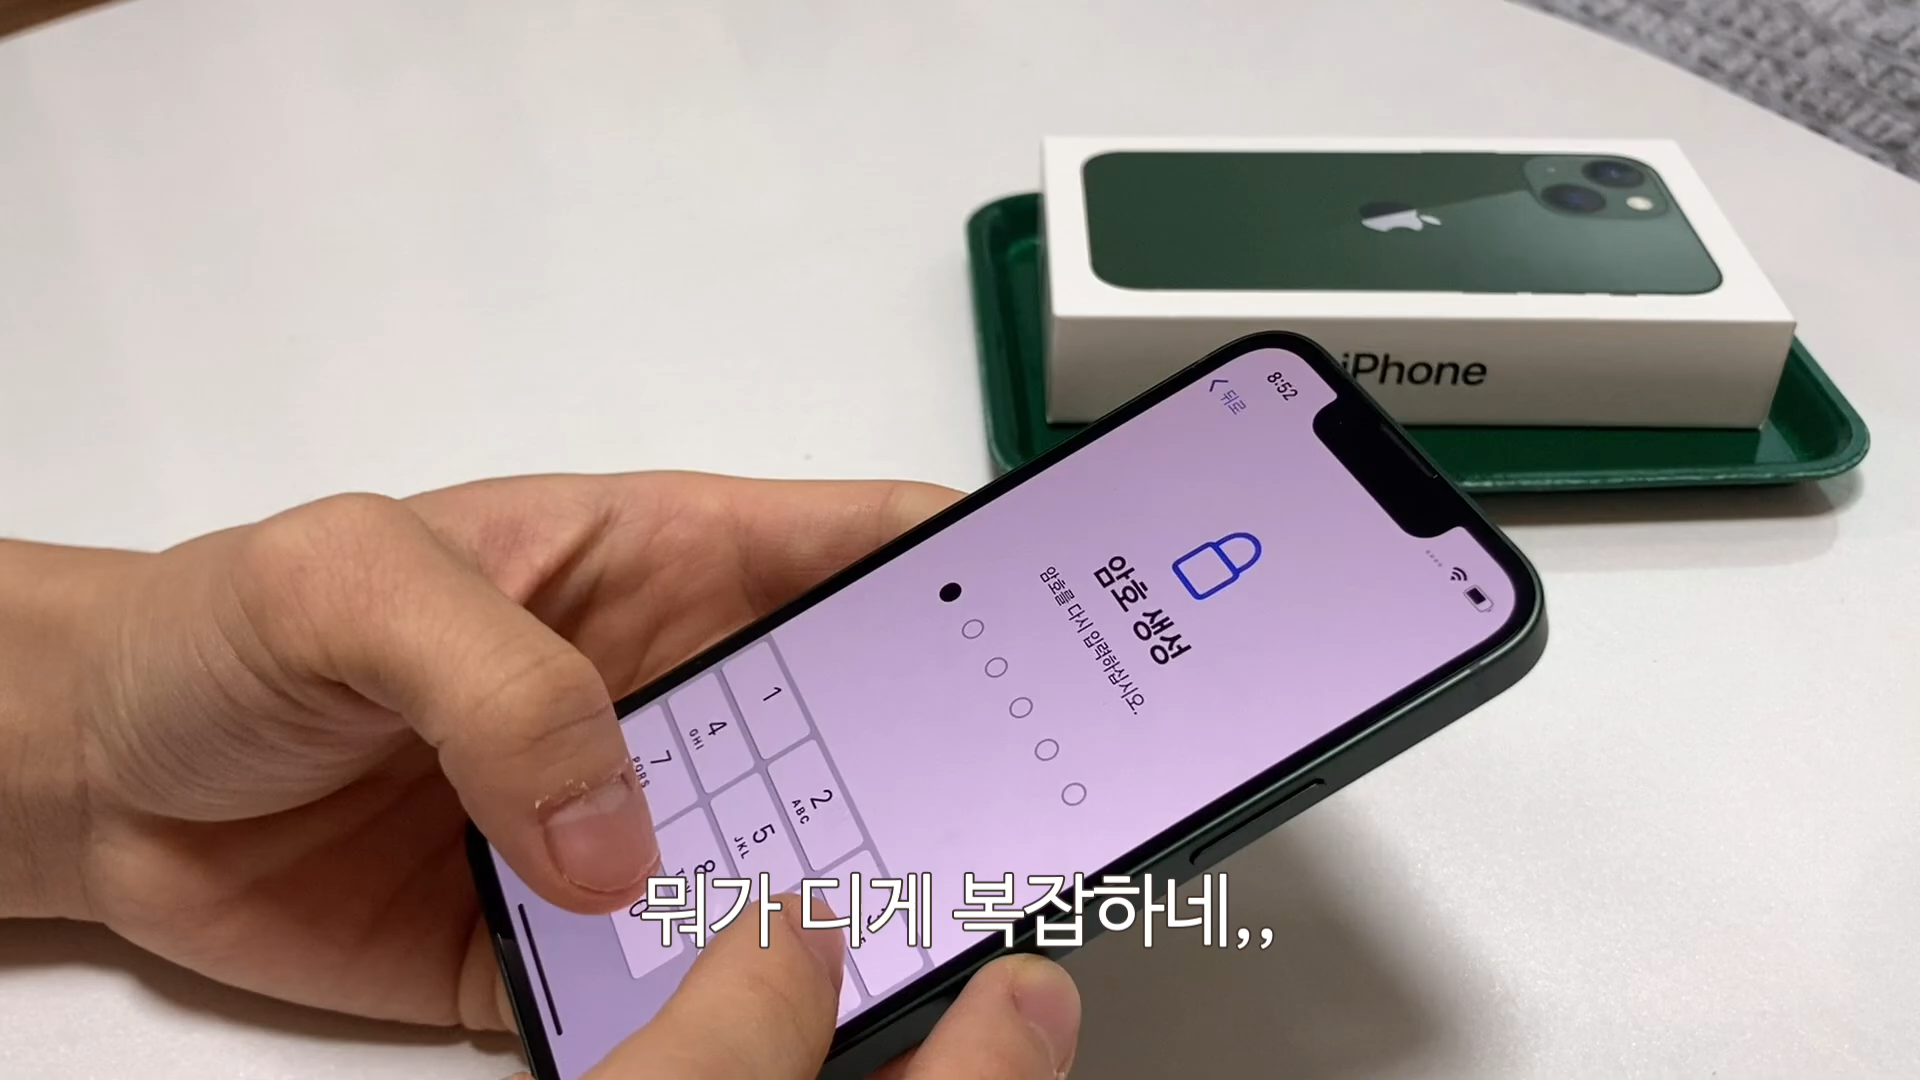 iPhone
8:52
뒤로
암호 생성
암호를 다시 입력하십시오.
1
2
ABC
4
GHI
5
JKL
7
PQRS
8
뭐가 디게 복잡하네,,